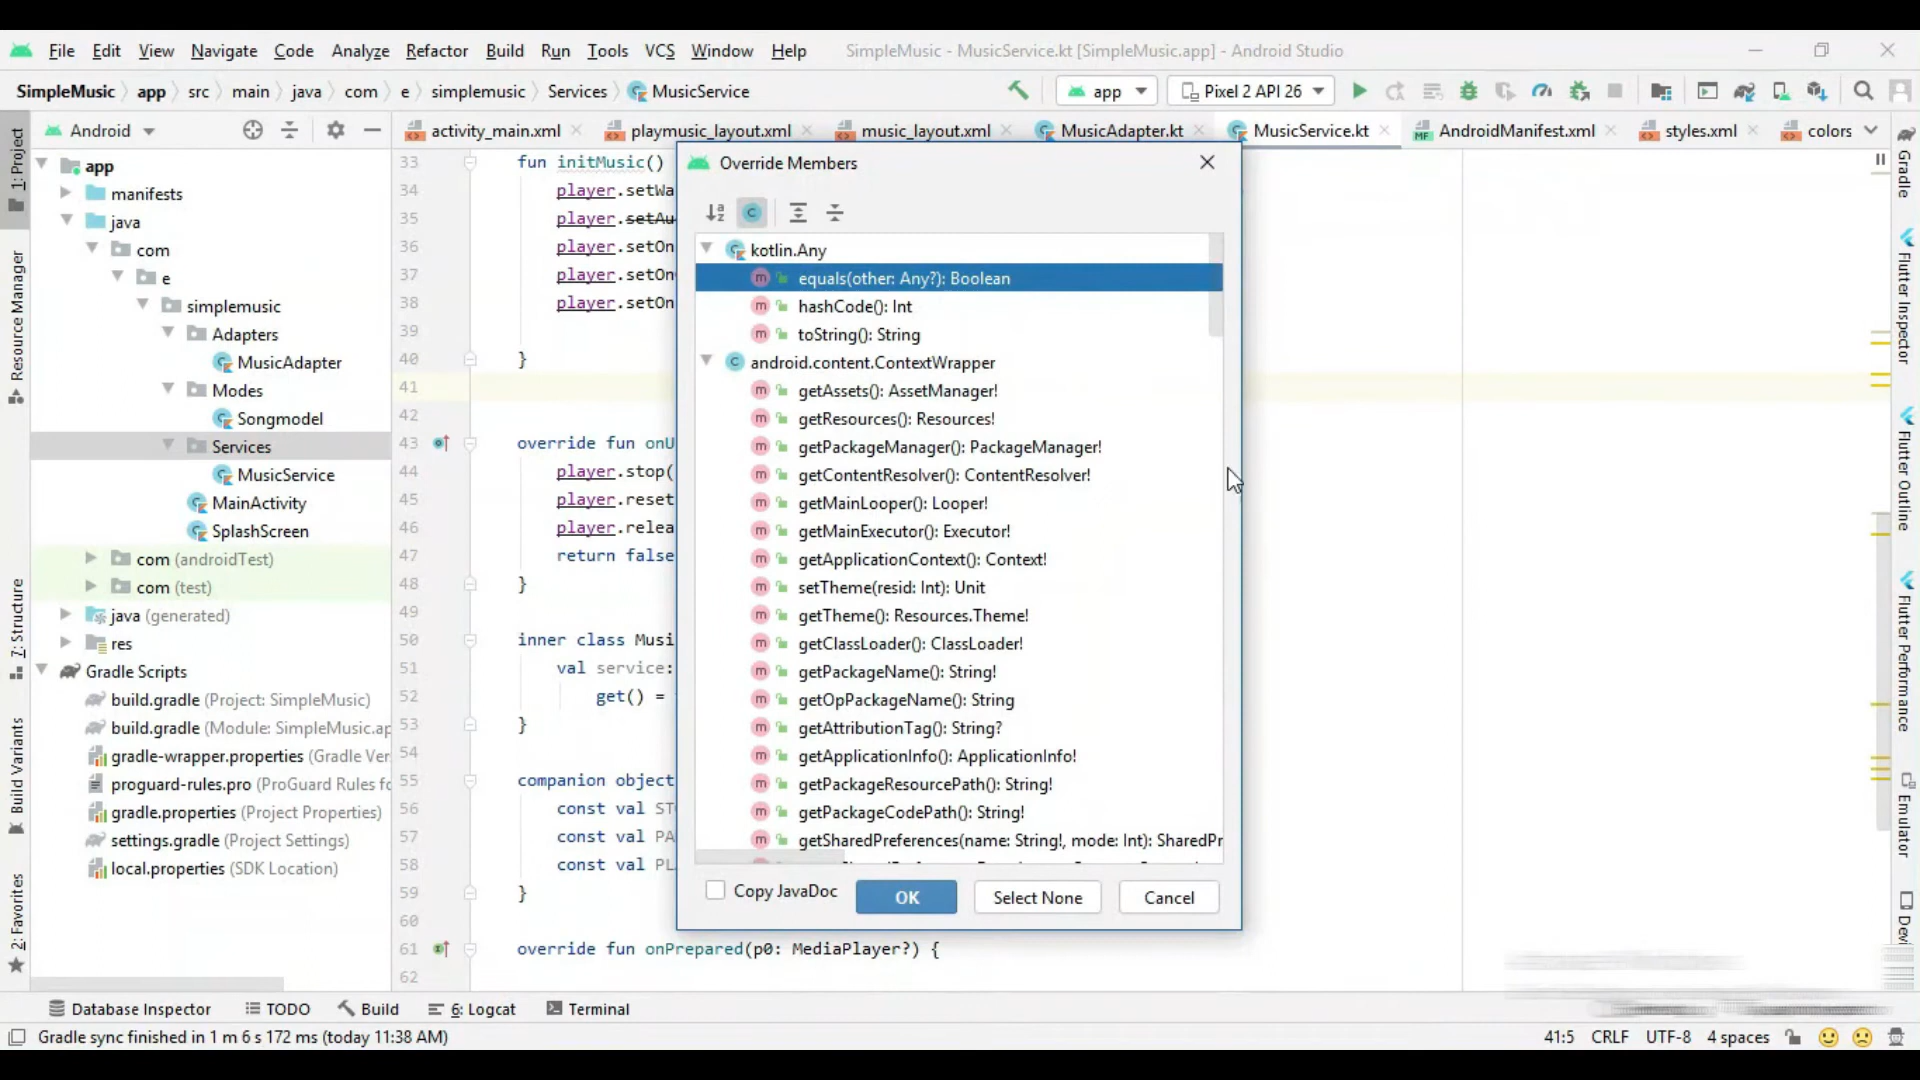 File Edit View Navigate Code Analyze Refactor Build Run Tools VCS Window Help SimpleMusic - MusicService.kt [SimpleMusic.app] - Android Studio
SimpleMusic app src main java com e simplemusic Services MusicService app Pixel 2 API 26
Android
activity_main.xml playmusic_layout.xml music_layout.xml MusicAdapter.kt MusicService.kt AndroidManifest.xml styles.xml colors
1: Project
Resource Manager
7: Structure
Build Variants
2: Favorites
app
manifests
java
com
e
simplemusic
Adapters
MusicAdapter
Modes
Songmodel
Services
MusicService
MainActivity
SplashScreen
com (androidTest)
com (test)
java (generated)
res
Gradle Scripts
build.gradle (Project: SimpleMusic)
build.gradle (Module: SimpleMusic.ap
gradle-wrapper.properties (Gradle Ver
proguard-rules.pro (ProGuard Rules fo
gradle.properties (Project Properties)
settings.gradle (Project Settings)
local.properties (SDK Location)
33 fun initMusic()
34 player.setWa
35 player.setAu
36 player.setOn
37 player.setOn
38 player.setOn
39
40 }
41
42
43 override fun onU
44 player.stop(
45 player.reset
46 player.relea
47 return false
48 }
49
50 inner class Musi
51 val service:
52 get() =
53 }
54
55 companion object
56 const val ST
57 const val PA
58 const val PL
59 }
60
61 override fun onPrepared(p0: MediaPlayer?) {
62
Override Members
kotlin.Any
equals(other: Any?): Boolean
hashCode(): Int
toString(): String
android.content.ContextWrapper
getAssets(): AssetManager!
getResources(): Resources!
getPackageManager(): PackageManager!
getContentResolver(): ContentResolver!
getMainLooper(): Looper!
getMainExecutor(): Executor!
getApplicationContext(): Context!
setTheme(resid: Int): Unit
getTheme(): Resources.Theme!
getClassLoader(): ClassLoader!
getPackageName(): String!
getOpPackageName(): String
getAttributionTag(): String?
getApplicationInfo(): ApplicationInfo!
getPackageResourcePath(): String!
getPackageCodePath(): String!
getSharedPreferences(name: String!, mode: Int): SharedPr
Copy JavaDoc OK Select None Cancel
Gradle
Flutter Inspector
Flutter Outline
Flutter Performance
Emulator
Devi
Database Inspector TODO Build 6: Logcat Terminal
Gradle sync finished in 1 m 6 s 172 ms (today 11:38 AM) 41:5 CRLF UTF-8 4 spaces